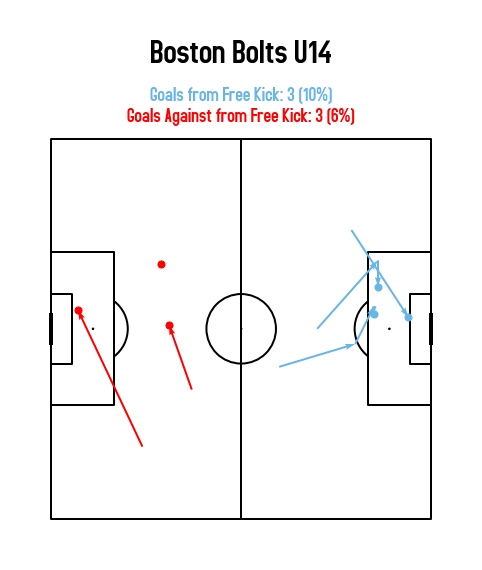 Boston Bolts U14
Goals from Free Kick: 3 (10%)
Goals Against from Free Kick: 3 (6%)